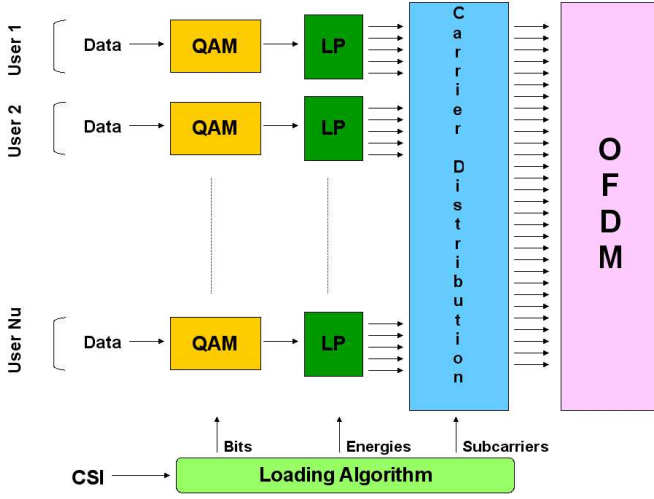 User 1
Data
QAM
LP
User 2
Data
QAM
LP
User Nu
Data
QAM
LP
Carrier Distribution
OFDM
Bits
Energies
Subcarriers
CSI
Loading Algorithm